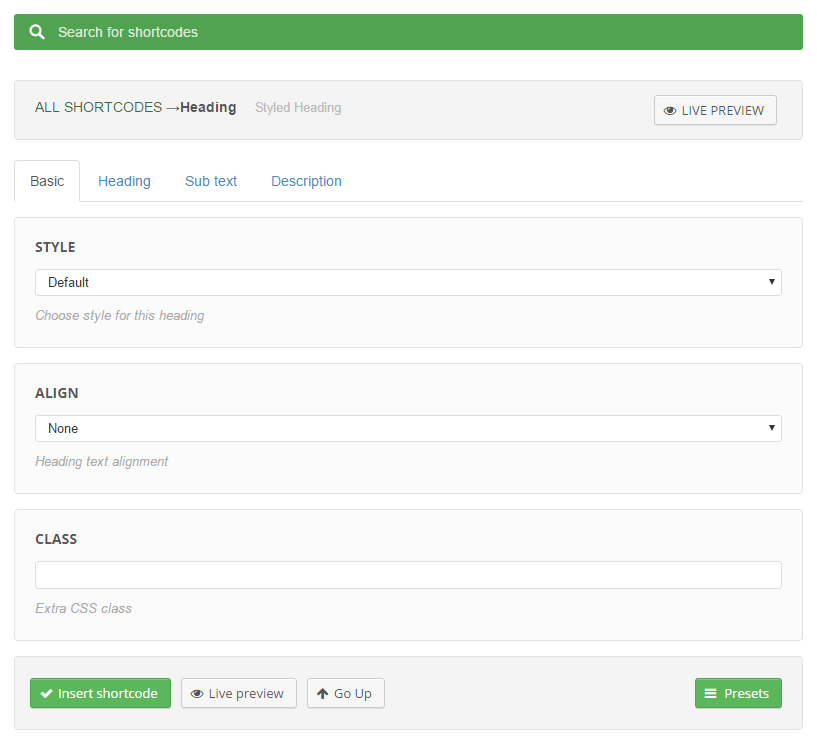 Search for shortcodes
ALL SHORTCODES →Heading Styled Heading LIVE PREVIEW
Basic Heading Sub text Description
STYLE
Default
Choose style for this heading
ALIGN
None
Heading text alignment
CLASS
Extra CSS class
Insert shortcode Live preview Go Up Presets